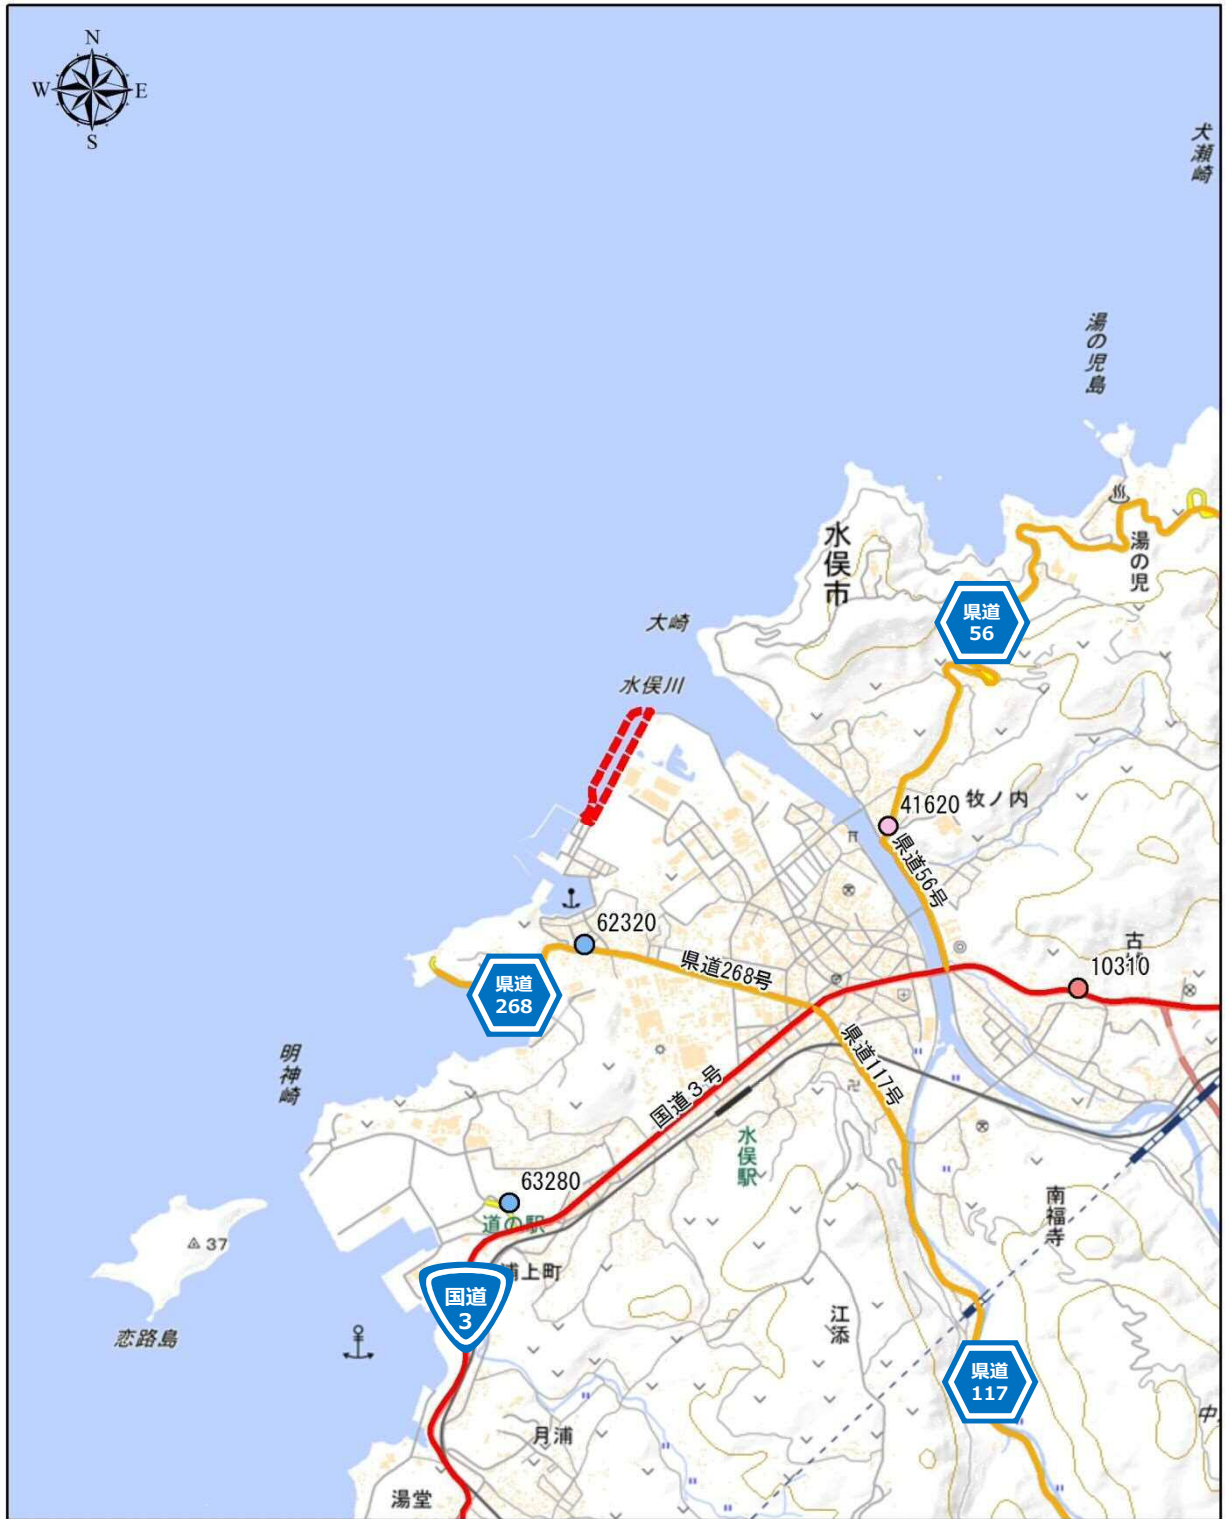 N
W
E
S
犬瀬崎
湯の児島
水俣市
湯の児
県道
56
大崎
水俣川
41620
牧ノ内
県道56号
62320
古
10310
県道268号
県道
268
明神崎
県道117号
国道3号
水俣駅
63280
道の駅
南福寺
37
浦上町
国道
3
江添
恋路島
県道
117
中
月浦
湯堂